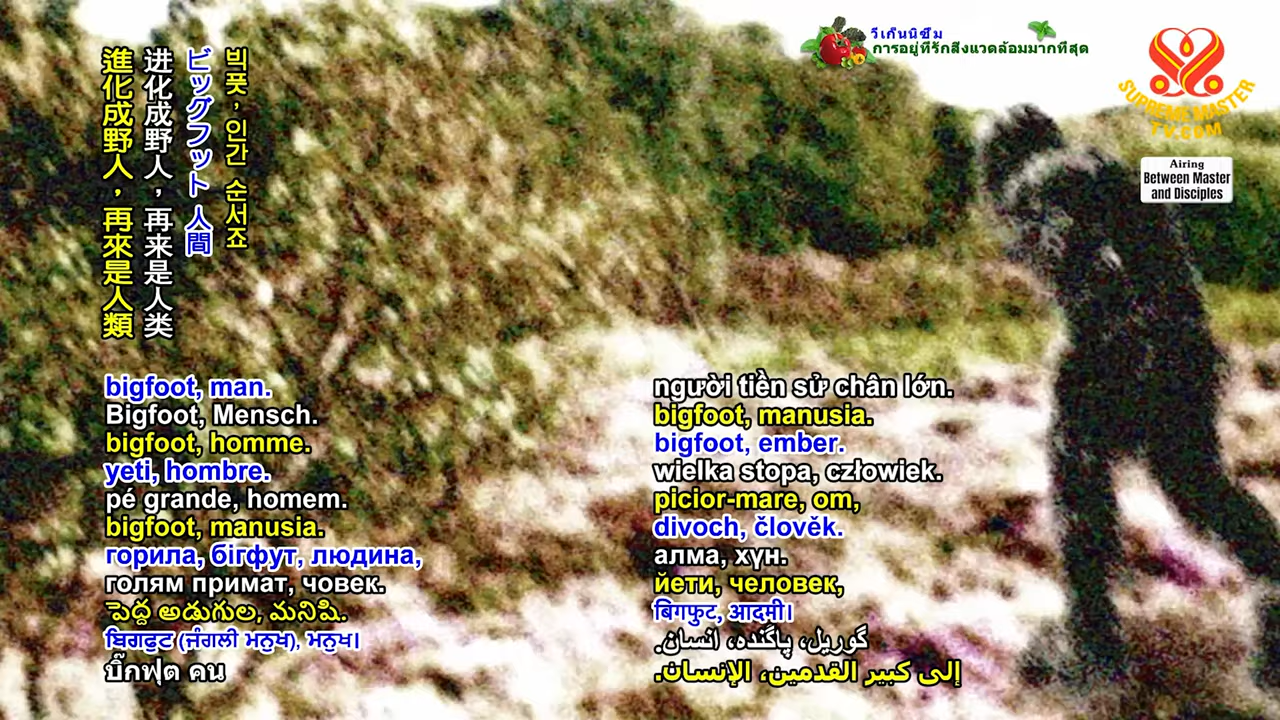 วีแก็นนิซึม
การอยู่ที่รักสิ่งแวดล้อมมากที่สุด
SUPREME MASTER
TV.COM
Airing
Between Master
and Disciples
빅풋, 인간 순서죠
ビッグフット 人間
进化成野人，再来是人类
進化成野人，再來是人類
bigfoot, man.
Bigfoot, Mensch.
bigfoot, homme.
yeti, hombre.
pé grande, homem.
bigfoot, manusia.
горила, бігфут, людина,
голям примат, човек.
పెద్ద అడుగుల, మనిషి.
ਬਿਗਫੁਟ (ਜੰਗਲੀ ਮਨੁਖ), ਮਨੁਖ।
บิ๊กฟุต คน
người tiền sử chân lớn.
bigfoot, manusia.
bigfoot, ember.
wielka stopa, człowiek.
picior-mare, om,
divoch, člověk.
алма, хүн.
йети, человек,
बिगफुट, आदमी।
گوریل، پاگنده، انسان.
إلى كبير القدمين، الإنسان.